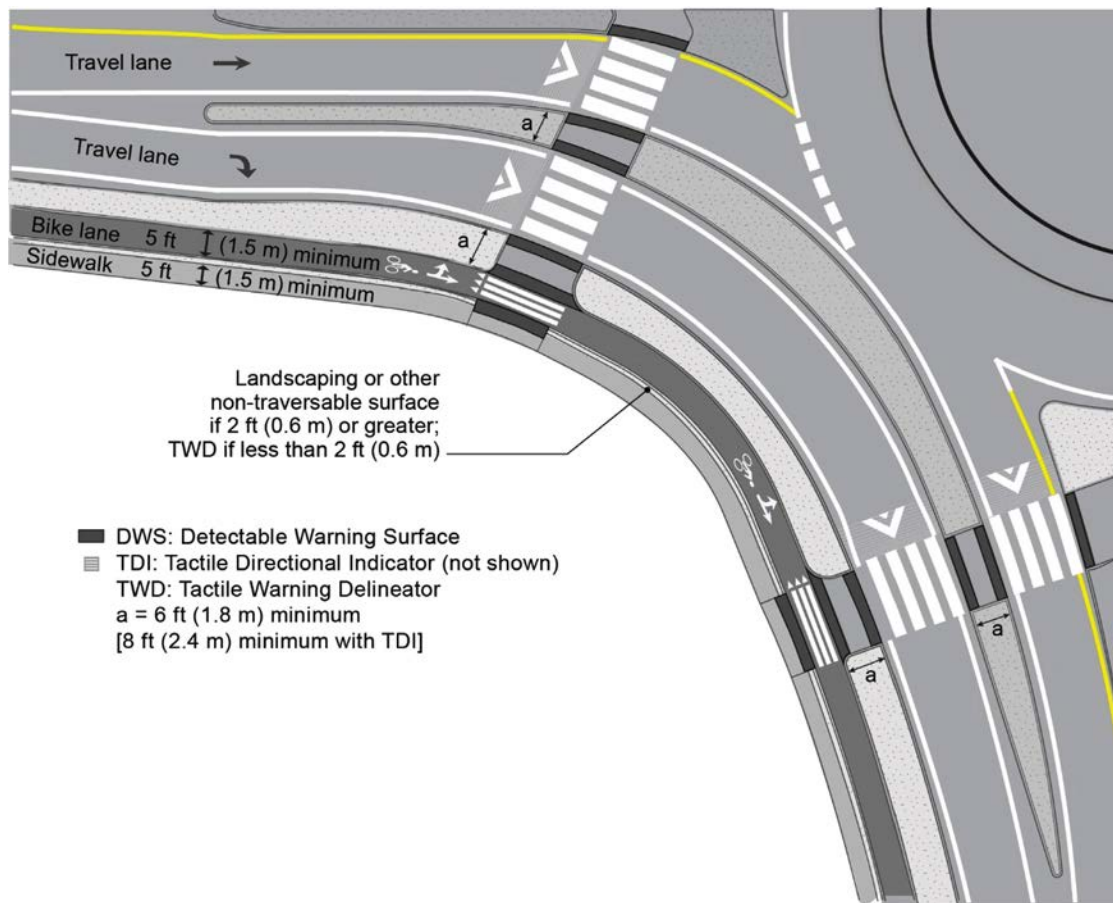 Travel lane
a
Travel lane
a
Bike lane 5 ft (1.5 m) minimum
Sidewalk 5 ft (1.5 m) minimum
Landscaping or other
non-traversable surface
if 2 ft (0.6 m) or greater;
TWD if less than 2 ft (0.6 m)
DWS: Detectable Warning Surface
TDI: Tactile Directional Indicator (not shown)
TWD: Tactile Warning Delineator
a = 6 ft (1.8 m) minimum
[8 ft (2.4 m) minimum with TDI]
a
a